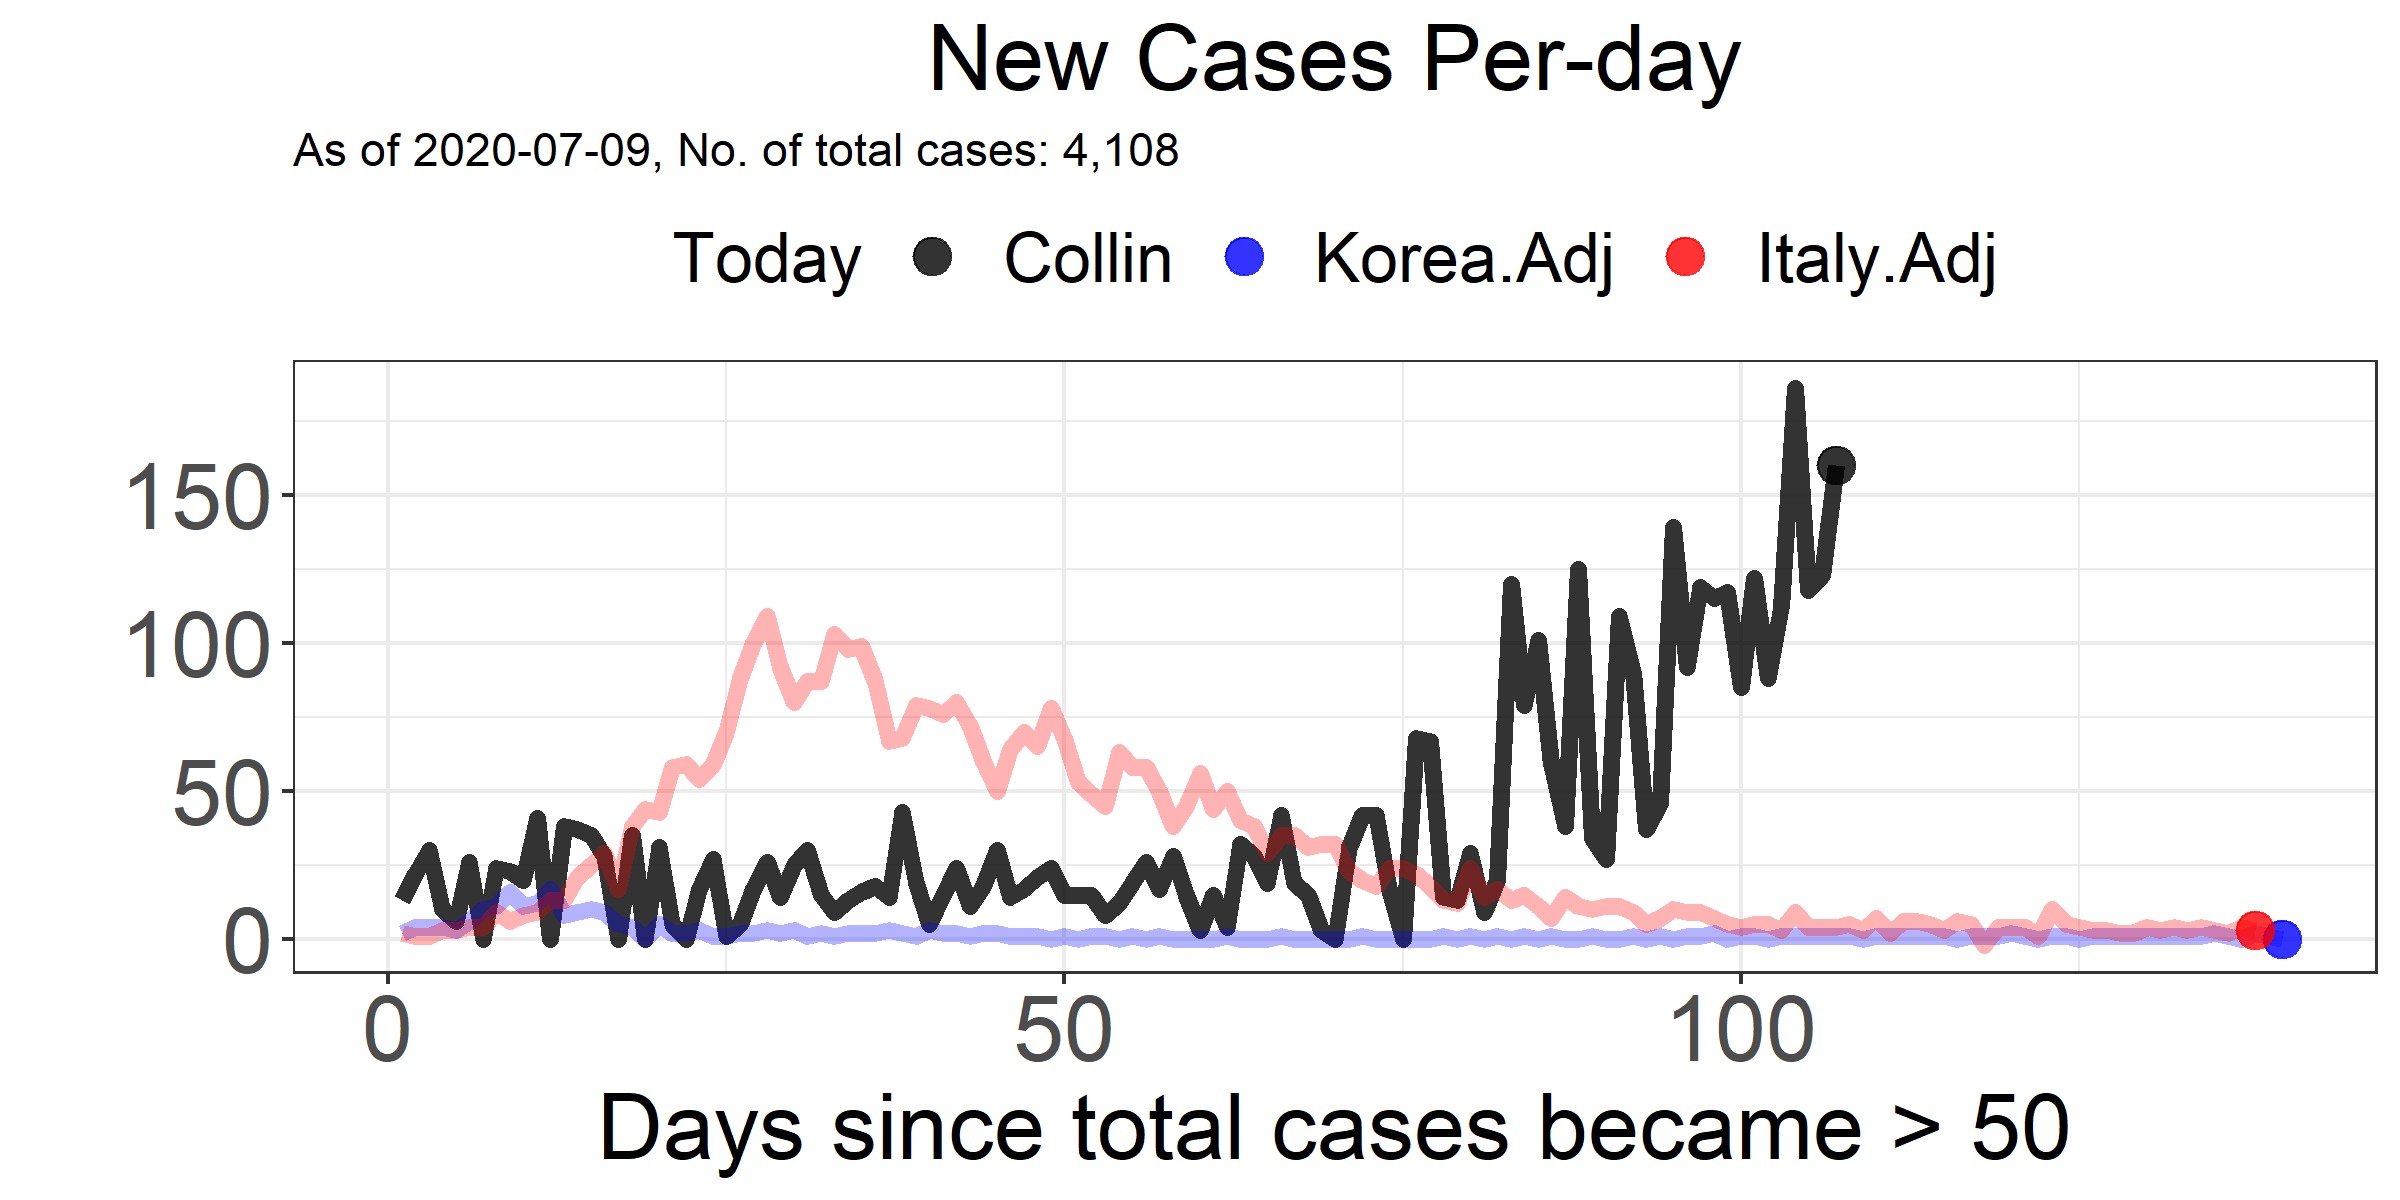 New Cases Per-day
As of 2020-07-09, No. of total cases: 4,108
Today Collin Korea.Adj Italy.Adj
150
100
50
0
0 50 100
Days since total cases became > 50